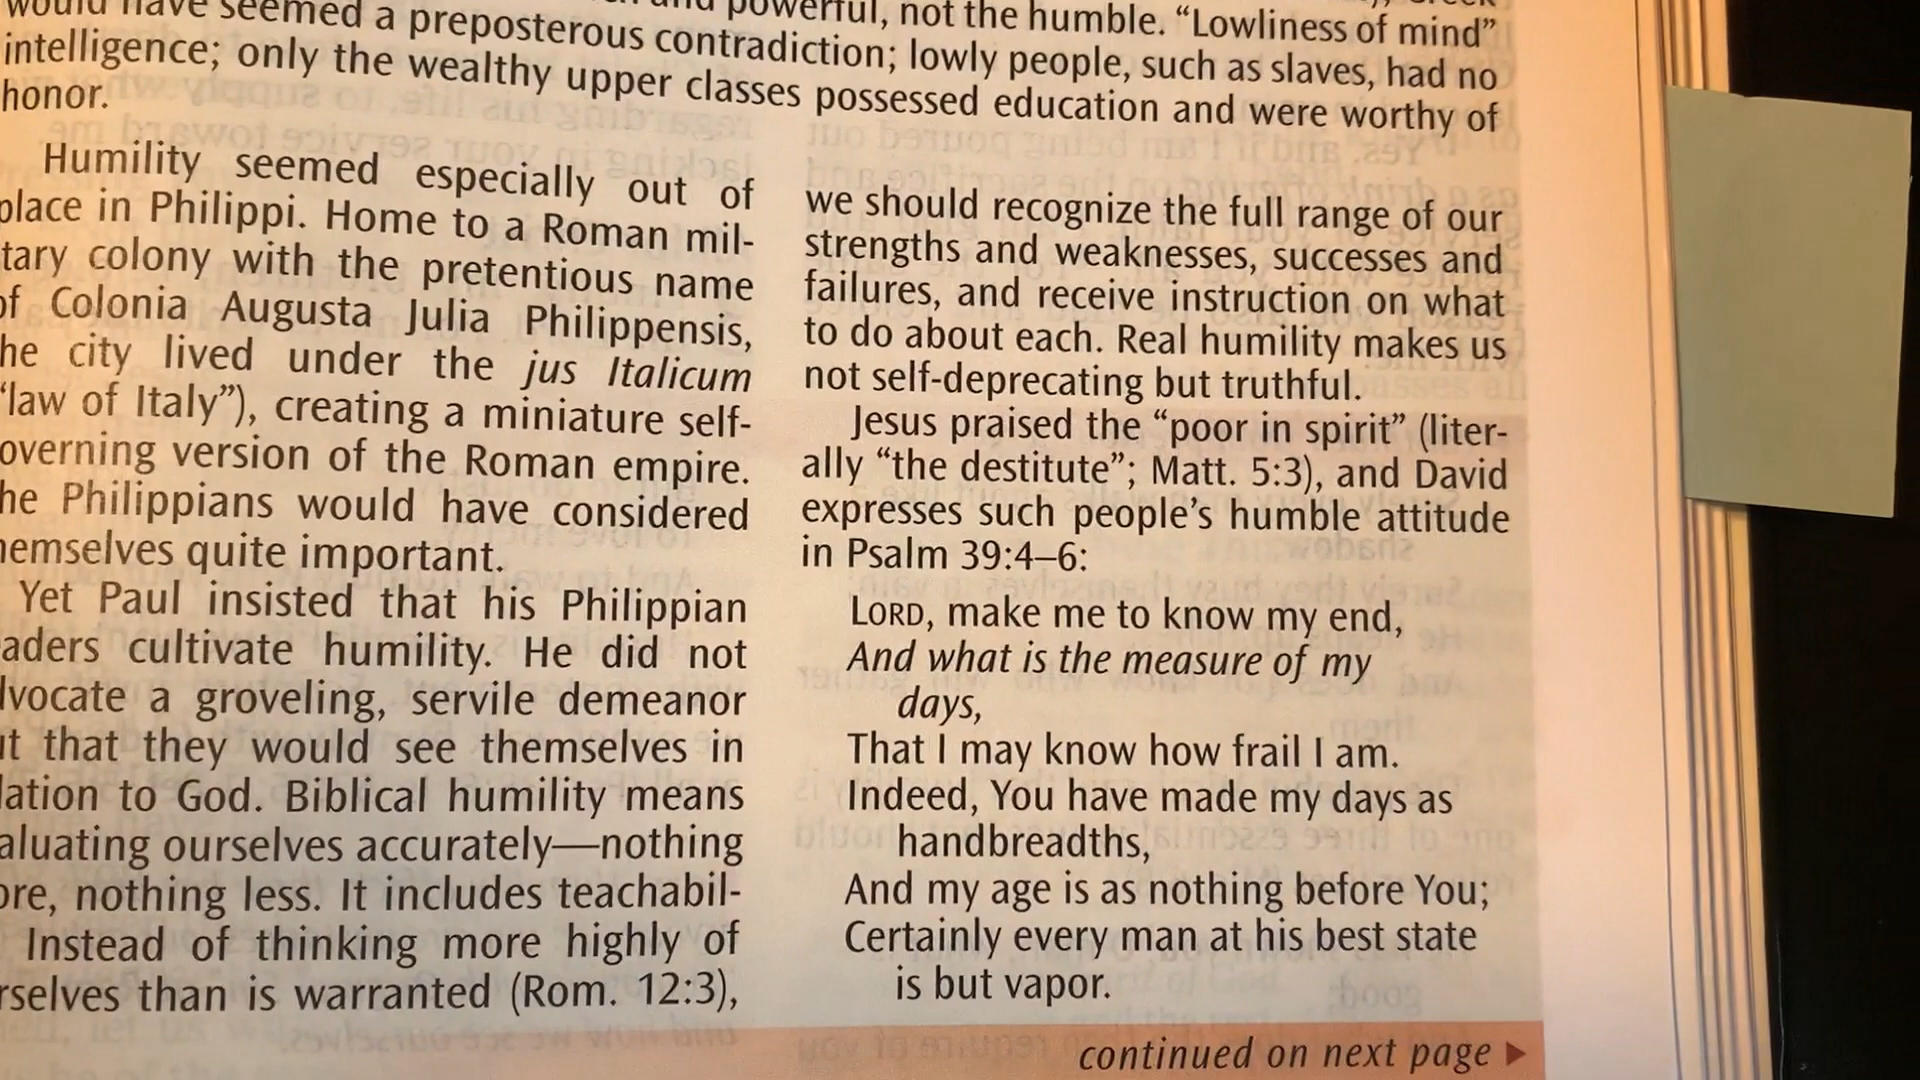 would have seemed a preposterous contradiction; lowly people, such as slaves, had no
powerful, not the humble. “Lowliness of mind”
intelligence; only the wealthy upper classes possessed education and were worthy of
honor.
Humility seemed especially out of
place in Philippi. Home to a Roman mil-
tary colony with the pretentious name
of Colonia Augusta Julia Philippensis,
he city lived under the jus Italicum
“law of Italy”), creating a miniature self-
overning version of the Roman empire.
he Philippians would have considered
hemselves quite important.
Yet Paul insisted that his Philippian
aders cultivate humility. He did not
dvocate a groveling, servile demeanor
ut that they would see themselves in
lation to God. Biblical humility means
aluating ourselves accurately—nothing
ore, nothing less. It includes teachabil-
Instead of thinking more highly of
rselves than is warranted (Rom. 12:3),
we should recognize the full range of our
strengths and weaknesses, successes and
failures, and receive instruction on what
to do about each. Real humility makes us
not self-deprecating but truthful.
Jesus praised the “poor in spirit” (liter-
ally “the destitute”; Matt. 5:3), and David
expresses such people’s humble attitude
in Psalm 39:4–6:
LORD, make me to know my end,
And what is the measure of my
days,
That I may know how frail I am.
Indeed, You have made my days as
handbreadths,
And my age is as nothing before You;
Certainly every man at his best state
is but vapor.
continued on next page ▶